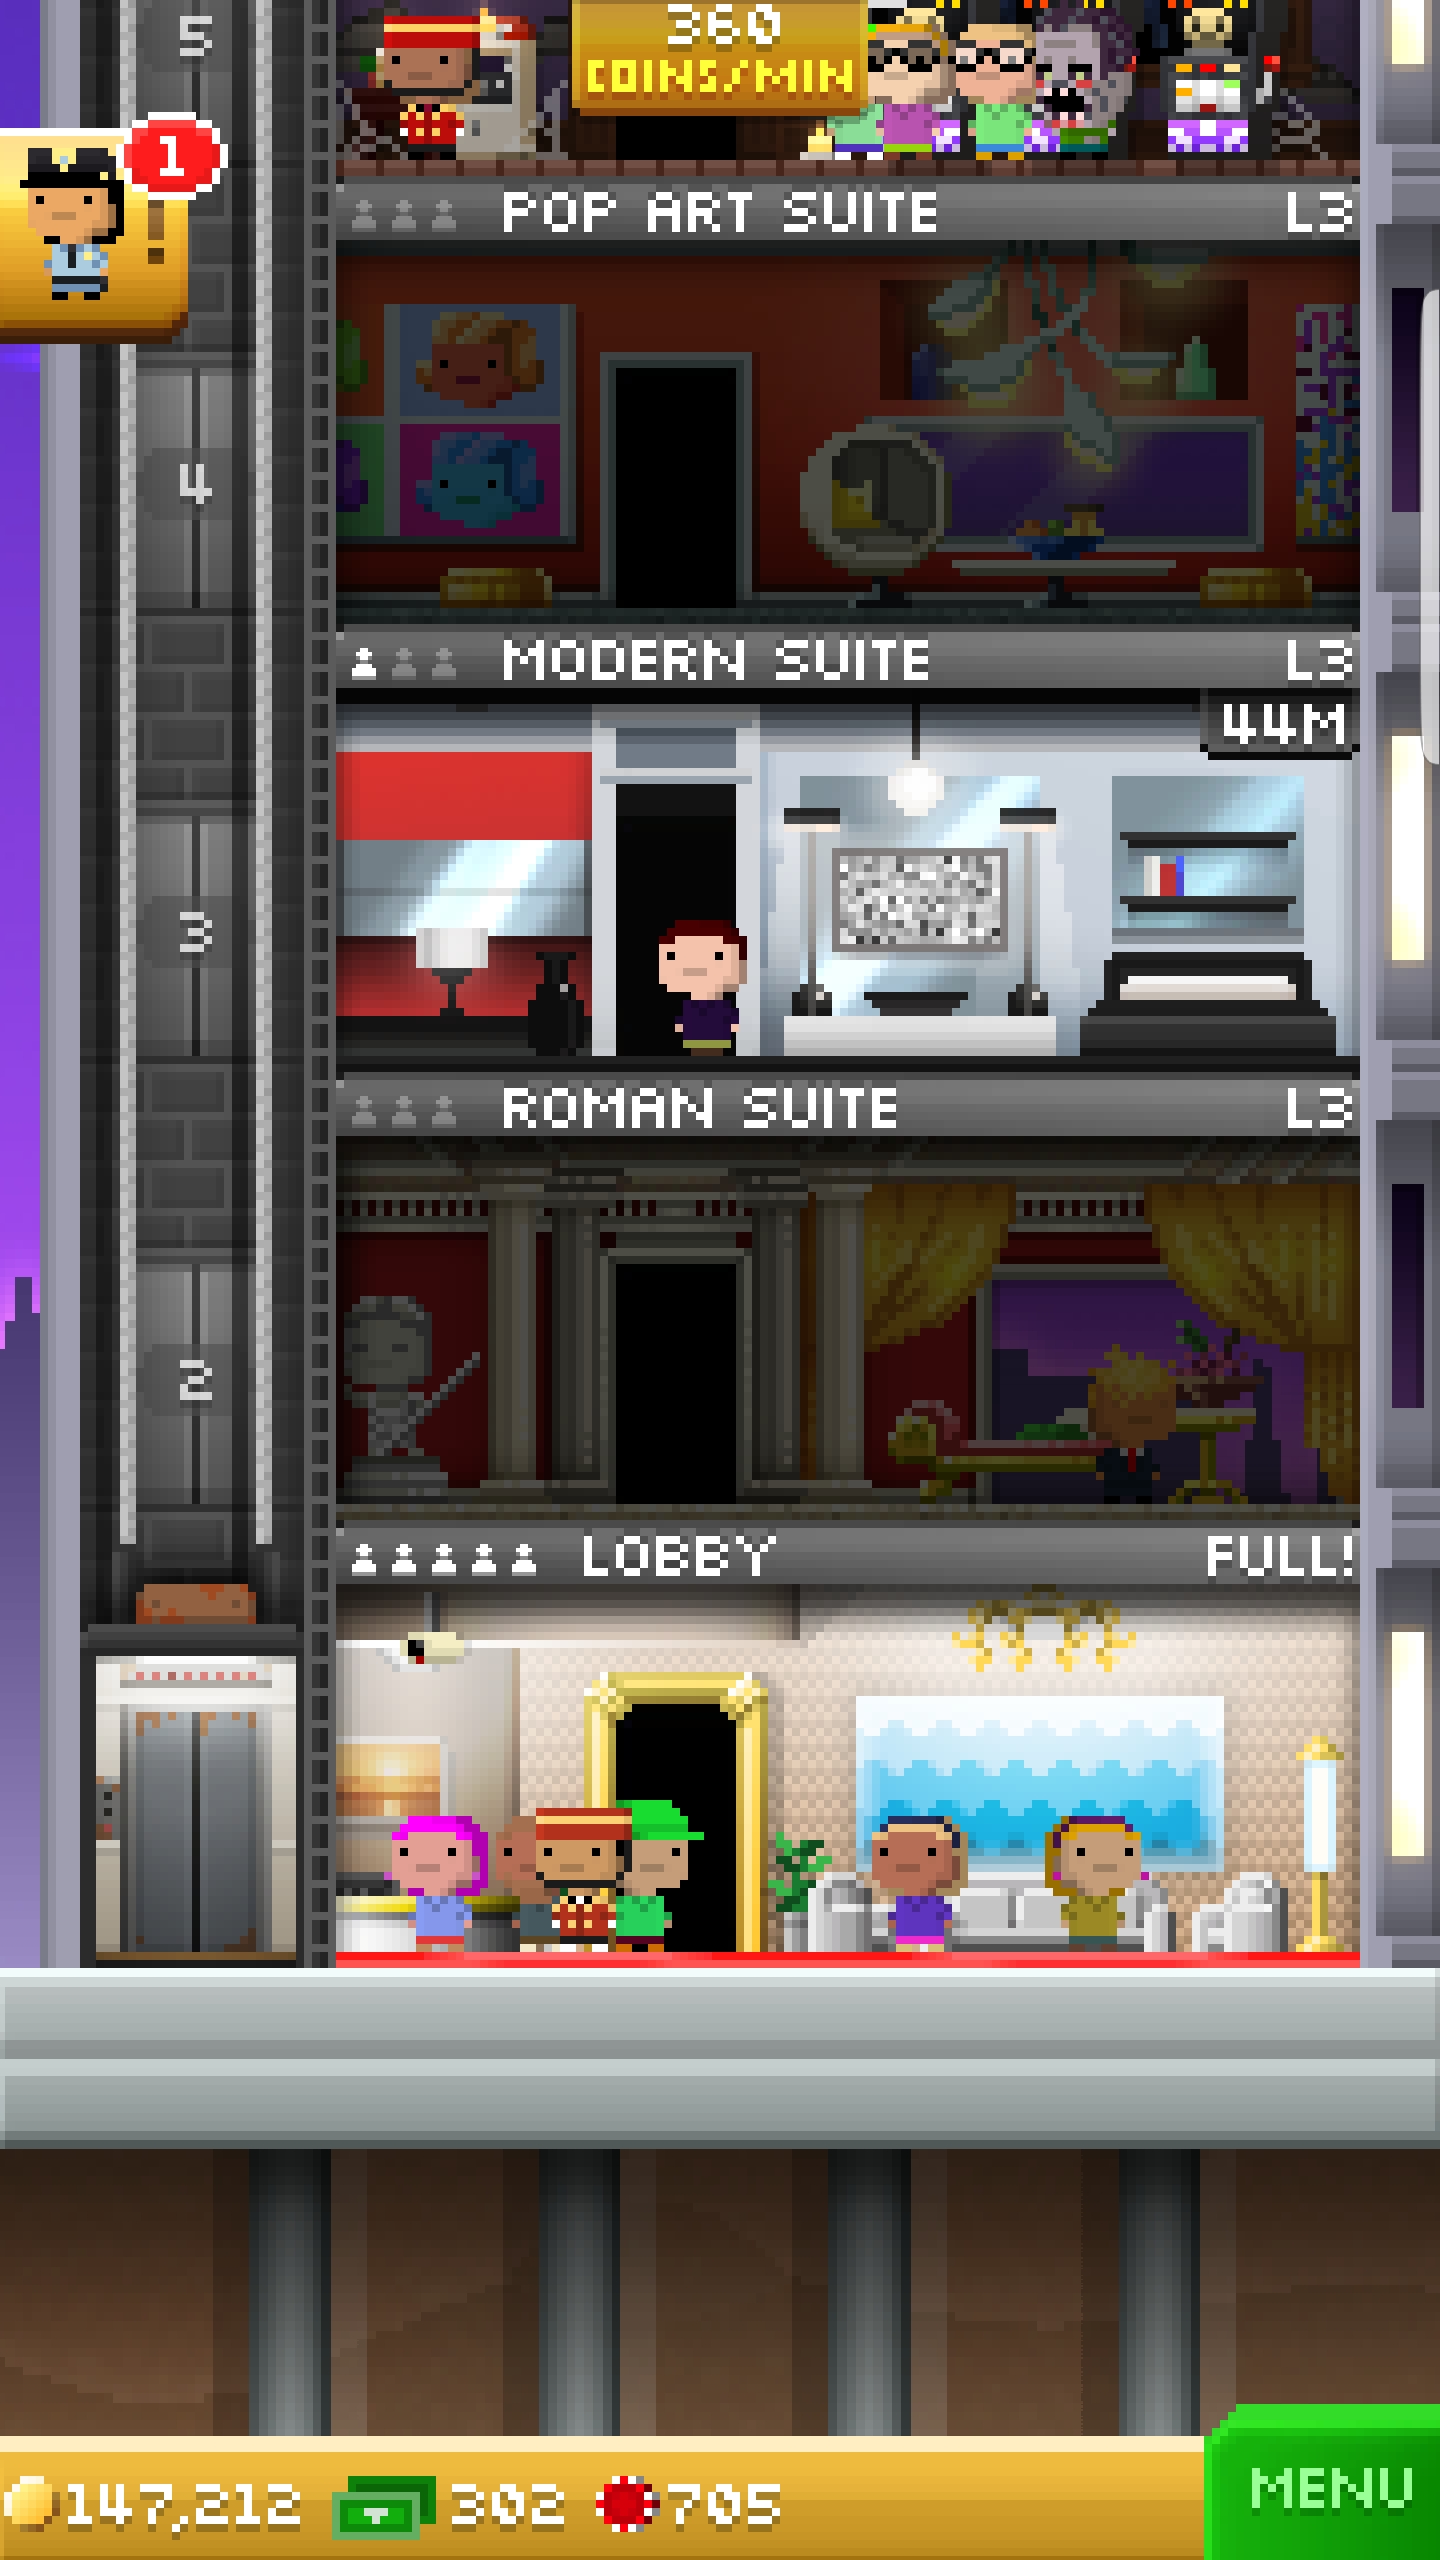 5
360
COINS/MIN
1
!
POP ART SUITE L3
4
MODERN SUITE L3
44M
3
ROMAN SUITE L3
2
LOBBY FULL!
147,212 302 705
MENU